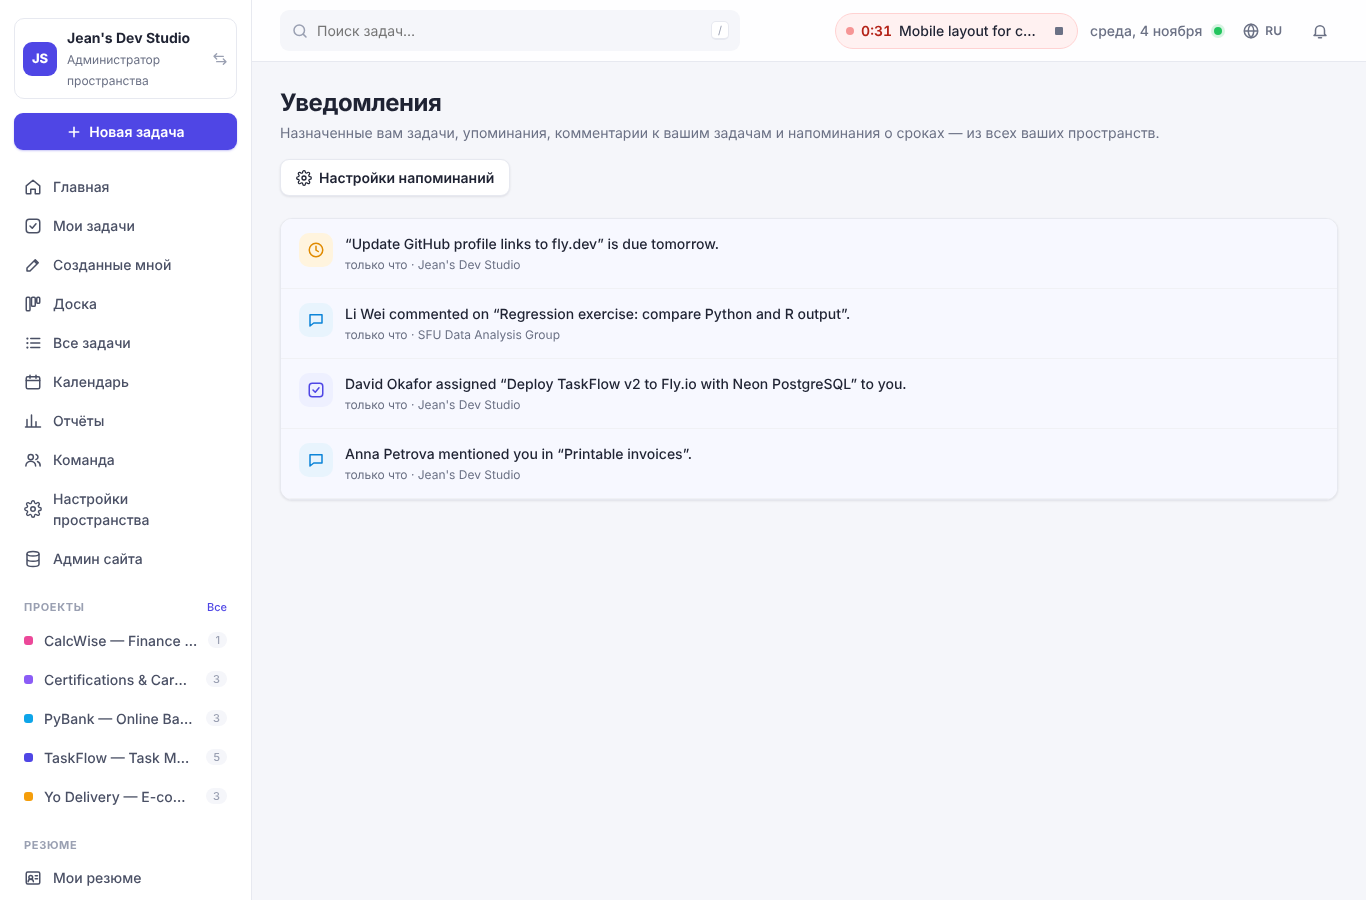 JS
Jean's Dev Studio
Администратор
пространства
Новая задача
Главная
Мои задачи
Созданные мной
Доска
Все задачи
Календарь
Отчёты
Команда
Настройки
пространства
Админ сайта
ПРОЕКТЫ
Все
CalcWise — Finance ...
1
Certifications & Car...
3
PyBank — Online Ba...
3
TaskFlow — Task M...
5
Yo Delivery — E-co...
3
РЕЗЮМЕ
Мои резюме
Поиск задач...
/
0:31 Mobile layout for c...
среда, 4 ноября
RU
Уведомления
Назначенные вам задачи, упоминания, комментарии к вашим задачам и напоминания о сроках — из всех ваших пространств.
Настройки напоминаний
“Update GitHub profile links to fly.dev” is due tomorrow.
только что · Jean's Dev Studio
Li Wei commented on “Regression exercise: compare Python and R output”.
только что · SFU Data Analysis Group
David Okafor assigned “Deploy TaskFlow v2 to Fly.io with Neon PostgreSQL” to you.
только что · Jean's Dev Studio
Anna Petrova mentioned you in “Printable invoices”.
только что · Jean's Dev Studio